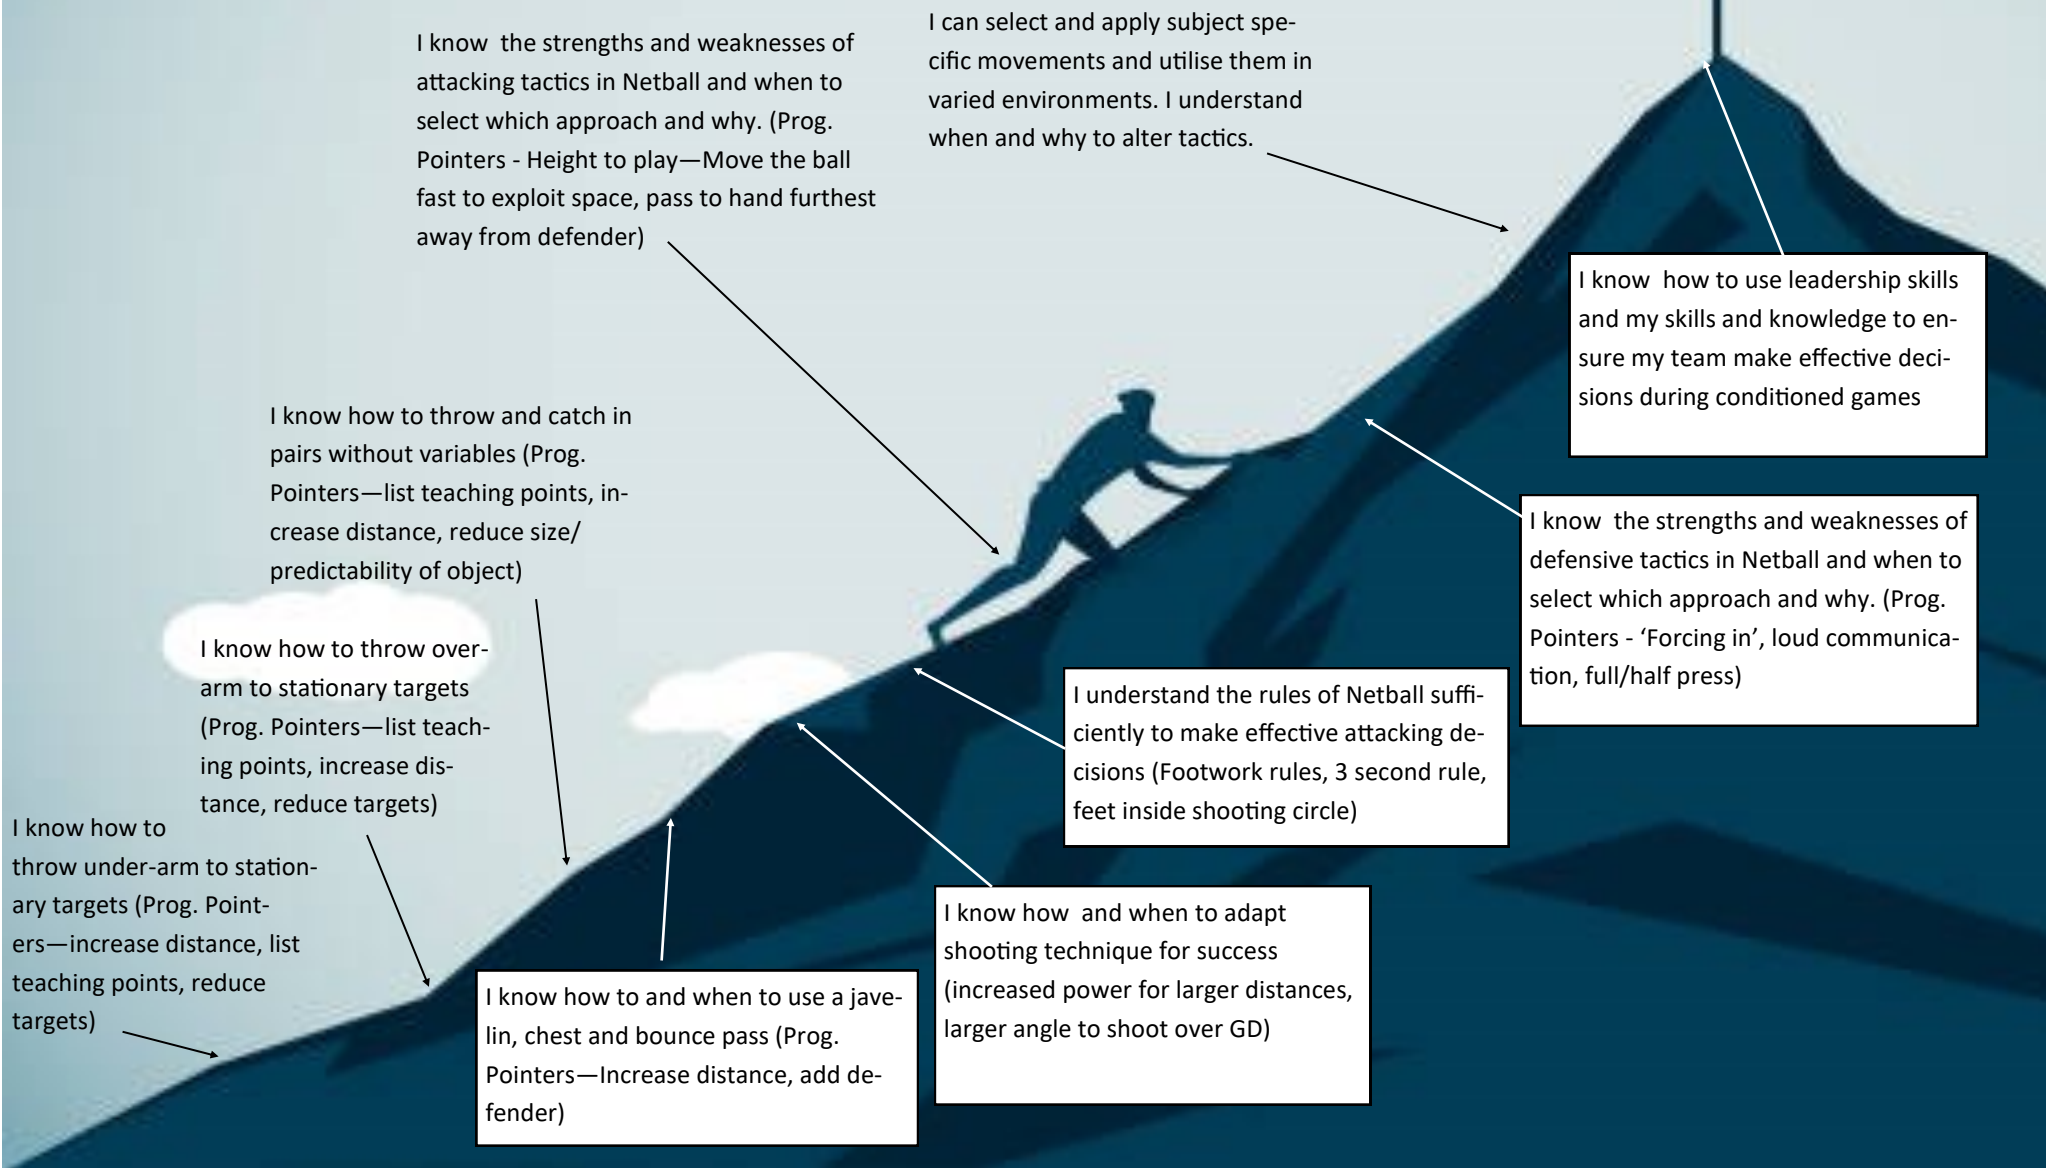 I know  the strengths and weaknesses of
attacking tactics in Netball and when to
select which approach and why. (Prog.
Pointers - Height to play—Move the ball
fast to exploit space, pass to hand furthest
away from defender)
I can select and apply subject spe-
cific movements and utilise them in
varied environments. I understand
when and why to alter tactics.
I know  how to use leadership skills
and my skills and knowledge to en-
sure my team make effective deci-
sions during conditioned games
I know how to throw and catch in
pairs without variables (Prog.
Pointers—list teaching points, in-
crease distance, reduce size/
predictability of object)
I know  the strengths and weaknesses of
defensive tactics in Netball and when to
select which approach and why. (Prog.
Pointers - ‘Forcing in’, loud communica-
tion, full/half press)
I know how to throw over-
arm to stationary targets
(Prog. Pointers—list teach-
ing points, increase dis-
tance, reduce targets)
I understand the rules of Netball suffi-
ciently to make effective attacking de-
cisions (Footwork rules, 3 second rule,
feet inside shooting circle)
I know how to
throw under-arm to station-
ary targets (Prog. Point-
ers—increase distance, list
teaching points, reduce
targets)
I know how  and when to adapt
shooting technique for success
(increased power for larger distances,
larger angle to shoot over GD)
I know how to and when to use a jave-
lin, chest and bounce pass (Prog.
Pointers—Increase distance, add de-
fender)